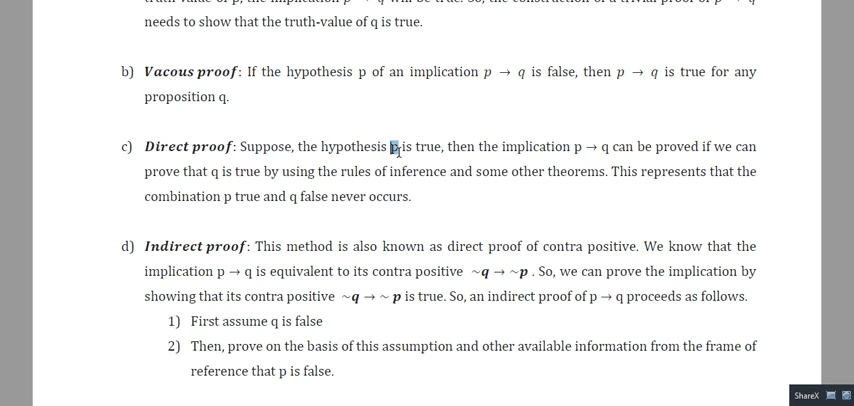 needs to show that the truth-value of q is true.
b) Vacous proof: If the hypothesis p of an implication p → q is false, then p → q is true for any
proposition q.
c) Direct proof: Suppose, the hypothesis p is true, then the implication p → q can be proved if we can
prove that q is true by using the rules of inference and some other theorems. This represents that the
combination p true and q false never occurs.
d) Indirect proof: This method is also known as direct proof of contra positive. We know that the
implication p → q is equivalent to its contra positive ~q → ~p . So, we can prove the implication by
showing that its contra positive ~q → ~ p is true. So, an indirect proof of p → q proceeds as follows.
1) First assume q is false
2) Then, prove on the basis of this assumption and other available information from the frame of
reference that p is false.
ShareX